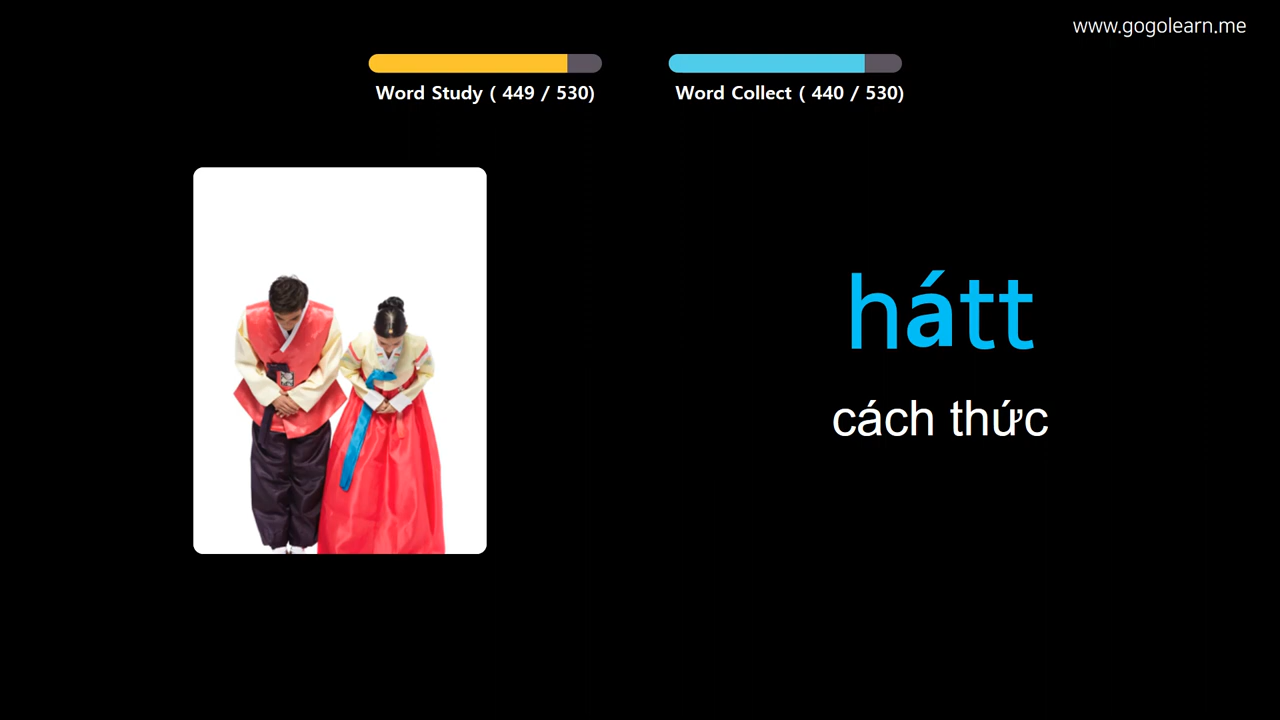 www.gogolearn.me
Word Study ( 449 / 530)
Word Collect ( 440 / 530)
hátt
cách thức